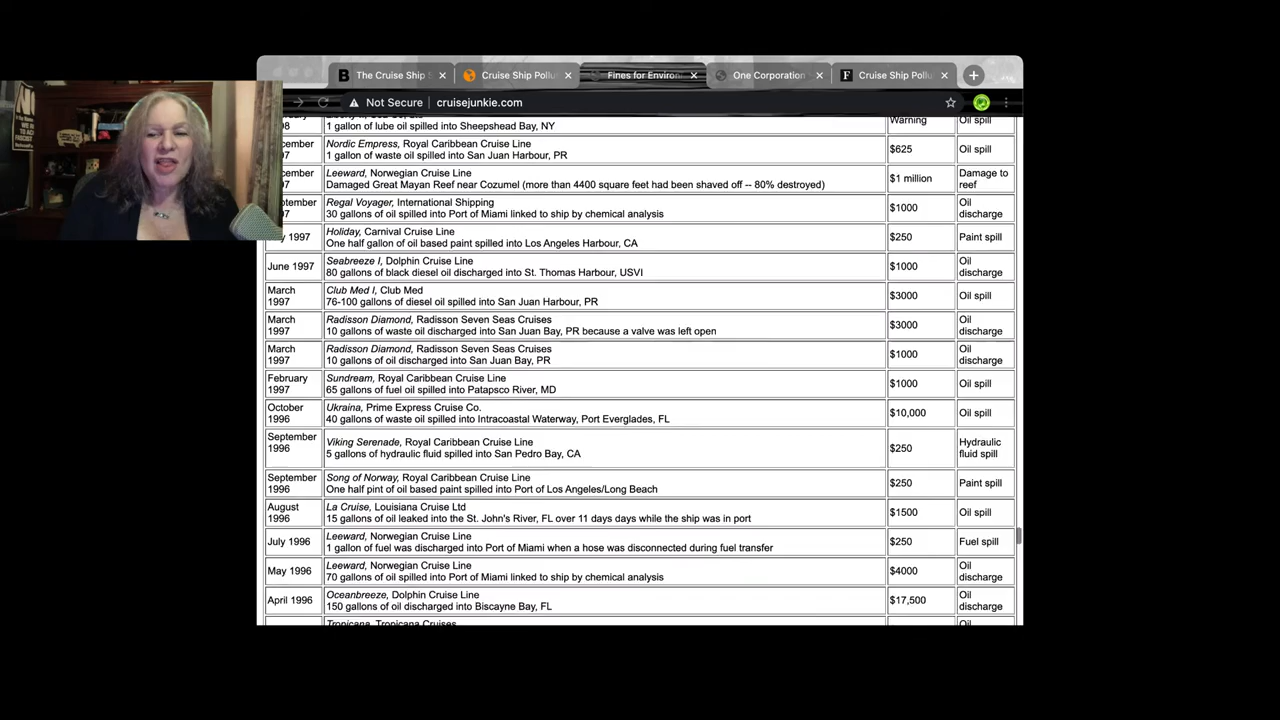 The Cruise Ship
Cruise Ship Pollu
Fines for Environ
One Corporation
Cruise Ship Pollu
Not Secure
cruisejunkie.com
1 gallon of lube oil spilled into Sheepshead Bay, NY
Warning
Oil spill
Nordic Empress, Royal Caribbean Cruise Line
1 gallon of waste oil spilled into San Juan Harbour, PR
$625
Oil spill
Leeward, Norwegian Cruise Line
Damaged Great Mayan Reef near Cozumel (more than 4400 square feet had been shaved off -- 80% destroyed)
$1 million
Damage to
reef
Regal Voyager, International Shipping
30 gallons of oil spilled into Port of Miami linked to ship by chemical analysis
$1000
Oil
discharge
1997
Holiday, Carnival Cruise Line
One half gallon of oil based paint spilled into Los Angeles Harbour, CA
$250
Paint spill
June 1997
Seabreeze I, Dolphin Cruise Line
80 gallons of black diesel oil discharged into St. Thomas Harbour, USVI
$1000
Oil
discharge
March
1997
Club Med I, Club Med
76-100 gallons of diesel oil spilled into San Juan Harbour, PR
$3000
Oil spill
March
1997
Radisson Diamond, Radisson Seven Seas Cruises
10 gallons of waste oil discharged into San Juan Bay, PR because a valve was left open
$3000
Oil
discharge
March
1997
Radisson Diamond, Radisson Seven Seas Cruises
10 gallons of oil discharged into San Juan Bay, PR
$1000
Oil
discharge
February
1997
Sundream, Royal Caribbean Cruise Line
65 gallons of fuel oil spilled into Patapsco River, MD
$1000
Oil spill
October
1996
Ukraina, Prime Express Cruise Co.
40 gallons of waste oil spilled into Intracoastal Waterway, Port Everglades, FL
$10,000
Oil spill
September
1996
Viking Serenade, Royal Caribbean Cruise Line
5 gallons of hydraulic fluid spilled into San Pedro Bay, CA
$250
Hydraulic
fluid spill
September
1996
Song of Norway, Royal Caribbean Cruise Line
One half pint of oil based paint spilled into Port of Los Angeles/Long Beach
$250
Paint spill
August
1996
La Cruise, Louisiana Cruise Ltd
15 gallons of oil leaked into the St. John's River, FL over 11 days days while the ship was in port
$1500
Oil spill
July 1996
Leeward, Norwegian Cruise Line
1 gallon of fuel was discharged into Port of Miami when a hose was disconnected during fuel transfer
$250
Fuel spill
May 1996
Leeward, Norwegian Cruise Line
70 gallons of oil spilled into Port of Miami linked to ship by chemical analysis
$4000
Oil
discharge
April 1996
Oceanbreeze, Dolphin Cruise Line
150 gallons of oil discharged into Biscayne Bay, FL
$17,500
Oil
discharge
Tropicana, Tropicana Cruises
Oil